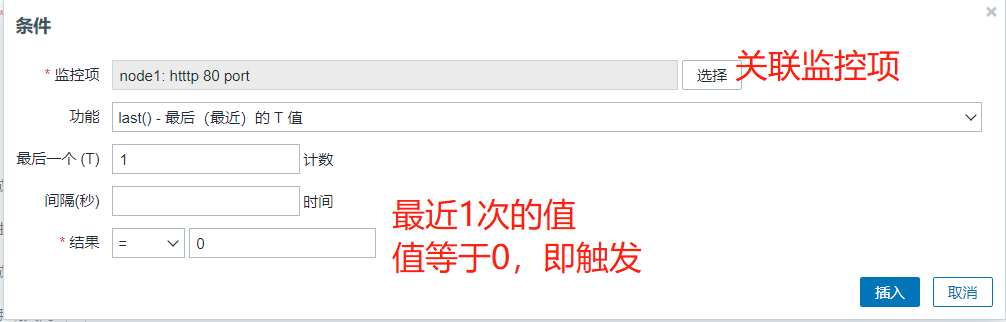 条件
* 监控项 node1: htttp 80 port 选择 关联监控项
功能 last() - 最后（最近）的 T 值
最后一个 (T) 1 计数
间隔(秒) 时间
最近1次的值
* 结果 = 0
值等于0，即触发
插入 取消